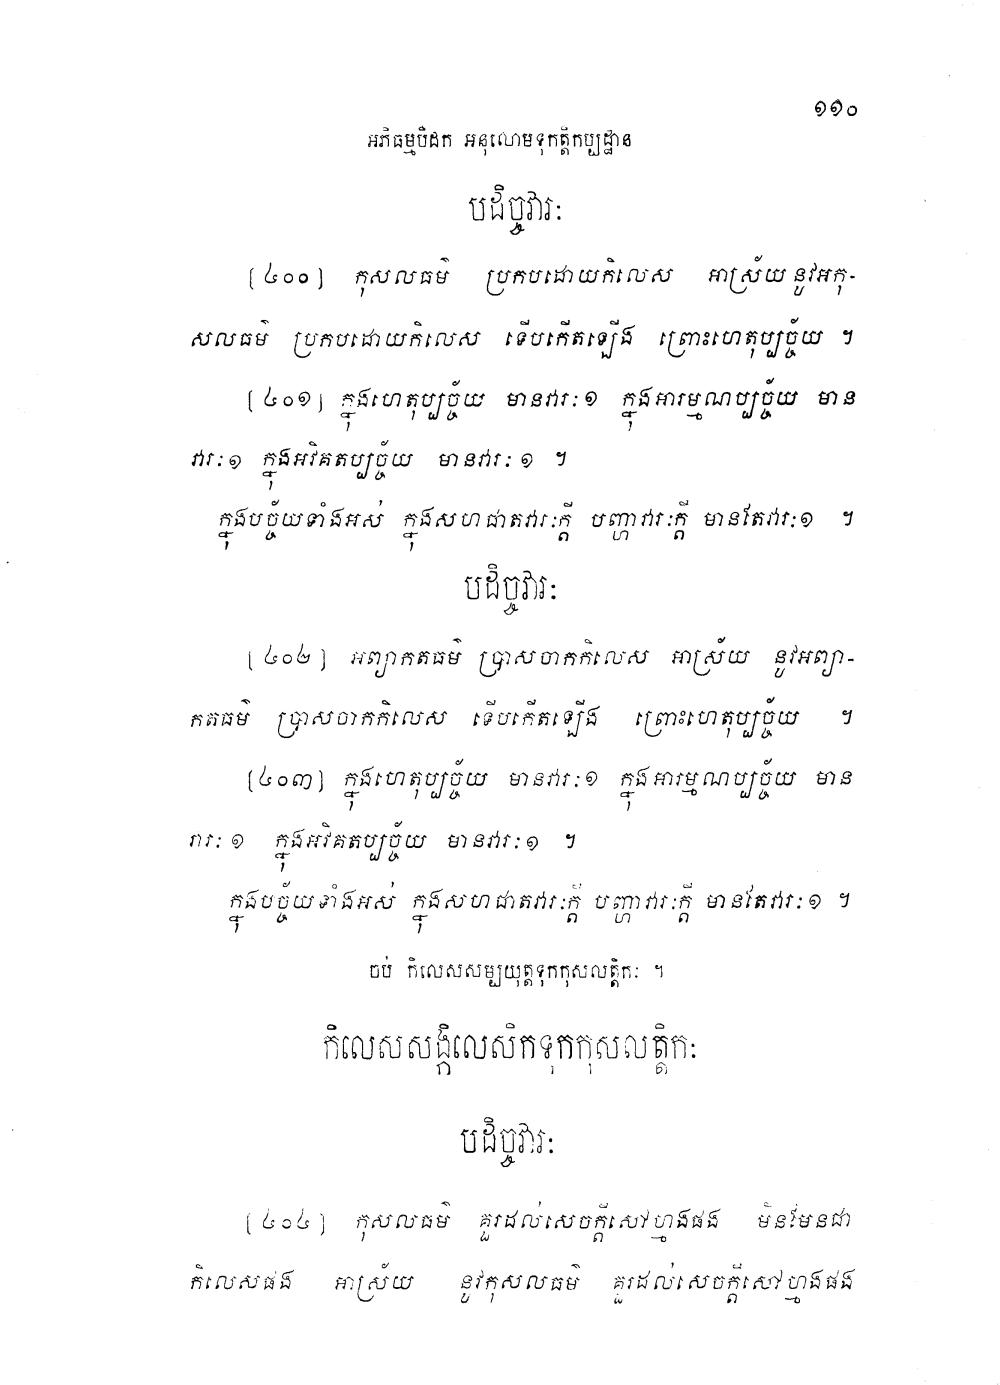 ១១០
អភិធម្មបិដក អនុលោមទុកត្តិកប្បដ្ឋាន
បដិច្ចវារៈ
[៤០០] កុសលធម៌ ប្រកបដោយកិលេស អាស្រ័យ នូវអកុ-
សលធម៌ ប្រកបដោយកិលេស ទើបកើតឡើង ព្រោះហេតុប្បច្ច័យ ។
[៤០១] ក្នុងហេតុប្បច្ច័យ មានវារៈ១ ក្នុងអារម្មណប្បច្ច័យ មាន
វារៈ១ ក្នុងអវិគតប្បច្ច័យ មានវារៈ១ ។
ក្នុងបច្ច័យទាំងអស់ ក្នុងសហជាតវារៈក្តី បញ្ហាវារៈក្តី មានតែវារៈ១ ។
បដិច្ចវារៈ
[៤០២] អព្យាកតធម៌ ប្រាសចាកកិលេស អាស្រ័យ នូវអព្យា-
កតធម៌ ប្រាសចាកកិលេស ទើបកើតឡើង ព្រោះហេតុប្បច្ច័យ ។
[៤០៣] ក្នុងហេតុប្បច្ច័យ មានវារៈ១ ក្នុងអារម្មណប្បច្ច័យ មាន
វារៈ១ ក្នុងអវិគតប្បច្ច័យ មានវារៈ១ ។
ក្នុងបច្ច័យទាំងអស់ ក្នុងសហជាតវារៈក្តី បញ្ហាវារៈក្តី មានតែវារៈ១ ។
ចប់ កិលេសសម្បយុត្តទុកកុសលត្តិកៈ ។
កិលេសសង្កិលេសិកទុកកុសលត្តិកៈ
បដិច្ចវារៈ
[៤០៤] កុសលធម៌ គួរដល់សេចក្តីសៅហ្មងផង មិនមែនជា
កិលេសផង អាស្រ័យ នូវកុសលធម៌ គួរដល់សេចក្តីសៅហ្មងផង